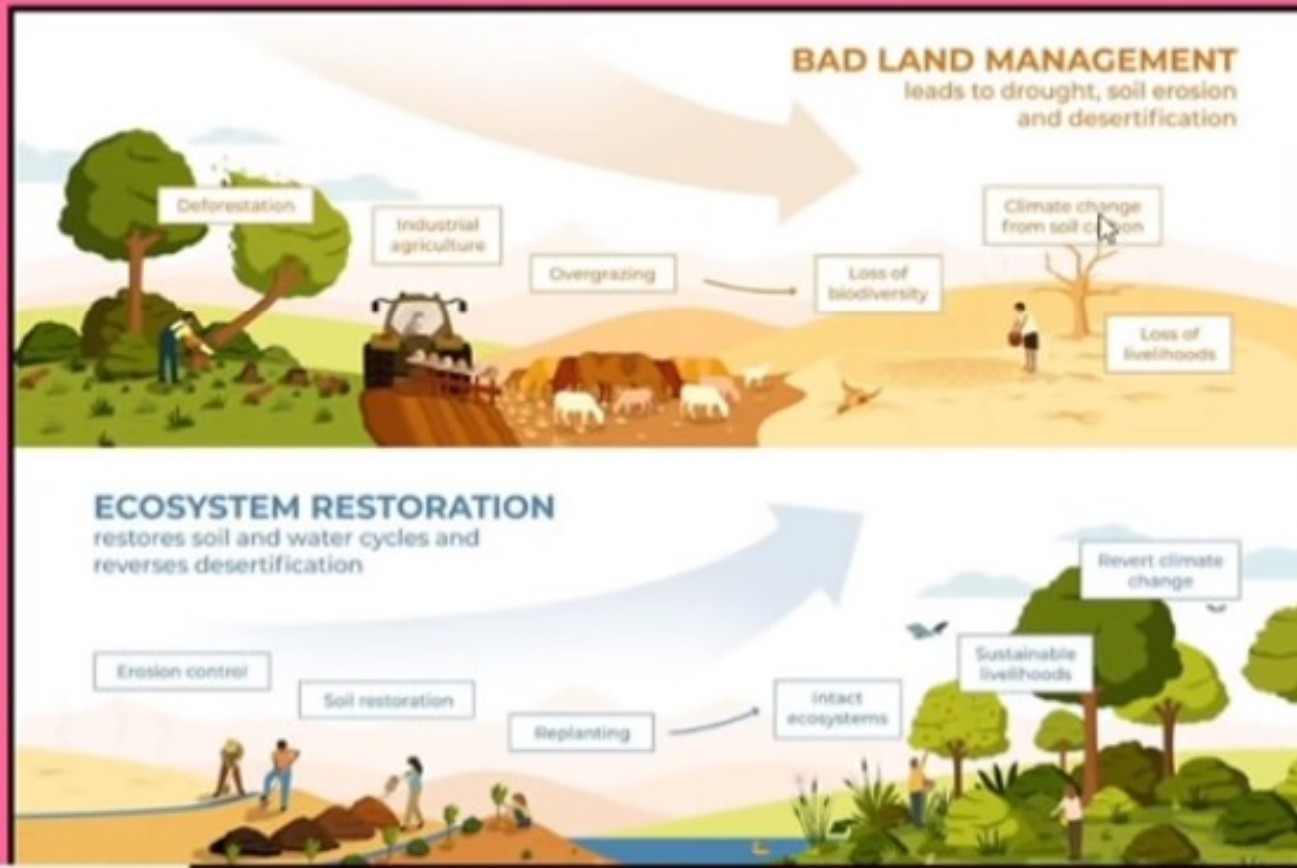 BAD LAND MANAGEMENT
leads to drought, soil erosion
and desertification
Deforestation
Industrial
agriculture
Overgrazing
Loss of
biodiversity
Climate change
from soil
Loss of
livelihoods
ECOSYSTEM RESTORATION
restores soil and water cycles and
reverses desertification
Erosion control
Soil restoration
Replanting
Intact
ecosystems
Sustainable
livelihoods
Revert climate
change